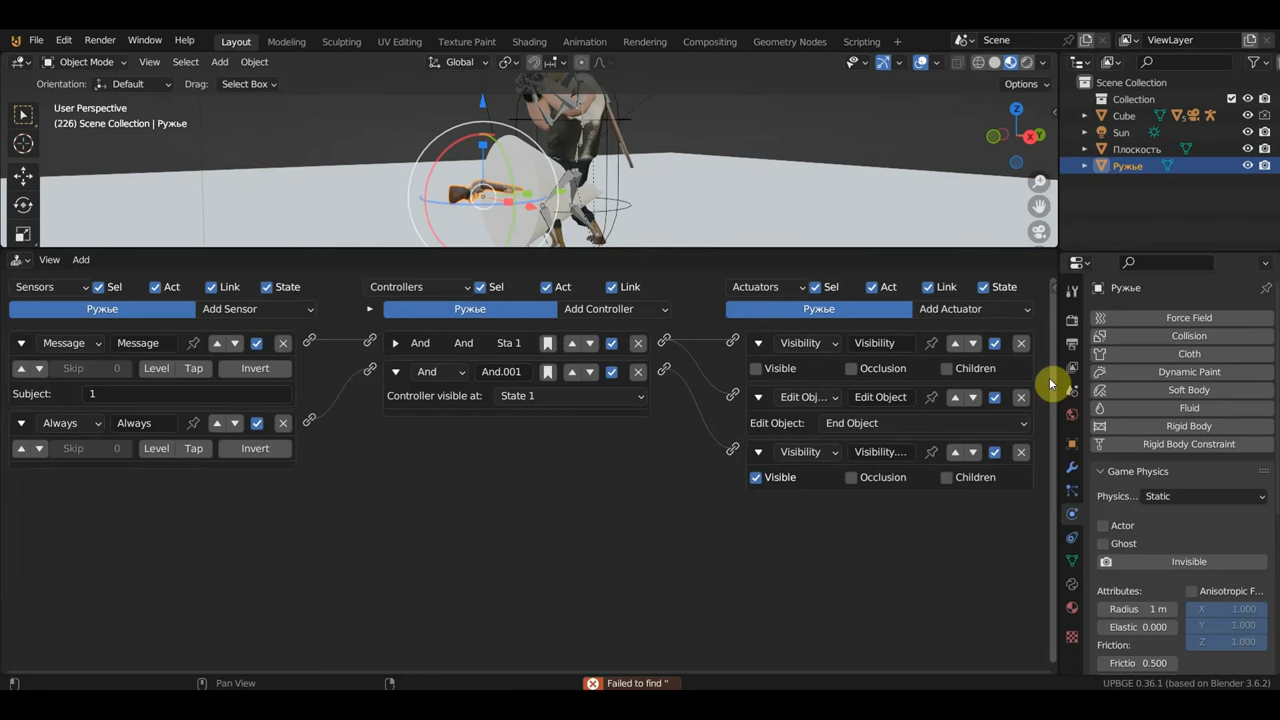 File Edit Render Window Help Layout Modeling Sculpting UV Editing Texture Paint Shading Animation Rendering Compositing Geometry Nodes Scripting + Scene ViewLayer
Object Mode View Select Add Object Global
Orientation: Default Drag: Select Box Options
User Perspective
(226) Scene Collection | Ружье
Z
Y
X
Scene Collection
Collection
Cube 5
Sun
Плоскость
Ружье
View Add
Sensors Sel Act Link State Controllers Sel Act Link Actuators Sel Act Link State
Ружье Add Sensor Ружье Add Controller Ружье Add Actuator
Message Message And And Sta 1 Visibility Visibility
Skip 0 Level Tap Invert And And.001 Visible Occlusion Children
Subject: 1 Controller visible at: State 1 Edit Obj... Edit Object
Always Always Edit Object: End Object
Skip 0 Level Tap Invert Visibility Visibility....
Visible Occlusion Children
Ружье
Force Field
Collision
Cloth
Dynamic Paint
Soft Body
Fluid
Rigid Body
Rigid Body Constraint
Game Physics
Physics... Static
Actor
Ghost
Invisible
Attributes: Anisotropic F...
Radius 1 m X 1.000
Elastic 0.000 Y 1.000
Friction: Z 1.000
Frictio 0.500
Pan View Failed to find '' UPBGE 0.36.1 (based on Blender 3.6.2)